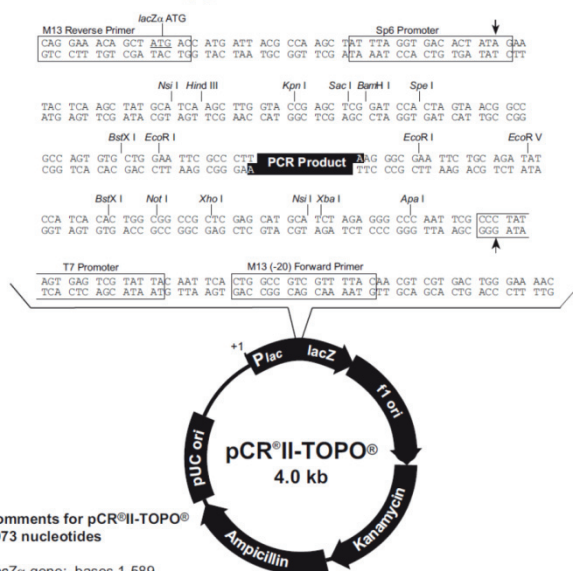 lacZα ATG
M13 Reverse Primer Sp6 Promoter
CAG GAA ACA GCT ATG ACC ATG ATT ACG CCA AGC TAT TTA GGT GAC ACT ATA GAA
GTC CTT TGT CGA TAC TGG TAC TAA TGC GGT TCG ATA AAT CCA CTG TGA TAT CTT
Nsi I Hind III Kpn I Sac I BamH I Spe I
TAC TCA AGC TAT GCA TCA AGC TTG GTA CCG AGC TCG GAT CCA CTA GTA ACG GCC
ATG AGT TCG ATA CGT AGT TCG AAC CAT GGC TCG AGC CTA GGT GAT CAT TGC CGG
BstX I EcoR I EcoR I EcoR V
GCC AGT GTG CTG GAA TTC GCC CTT PCR Product AAG GGC GAA TTC TGC AGA TAT
CGG TCA CAC GAC CTT AAG CGG GAA TTC CCG CTT AAG ACG TCT ATA
BstX I Not I Xho I Nsi I Xba I Apa I
CCA TCA CAC TGG CGG CCG CTC GAG CAT GCA TCT AGA GGG CCC AAT TCG CCC TAT
GGT AGT GTG ACC GCC GGC GAG CTC GTA CGT AGA TCT CCC GGG TTA AGC GGG ATA
T7 Promoter M13 (-20) Forward Primer
AGT GAG TCG TAT TAC AAT TCA CTG GCC GTC GTT TTA CAA CGT CGT GAC TGG GAA AAC
TCA CTC AGC ATA ATG TTA AGT GAC CGG CAG CAA AAT GTT GCA GCA CTG ACC CTT TTG
+1
Plac lacZ
f1 ori
pUC ori
pCR®II-TOPO®
4.0 kb
Kanamycin
Ampicillin
omments for pCR®II-TOPO®
973 nucleotides